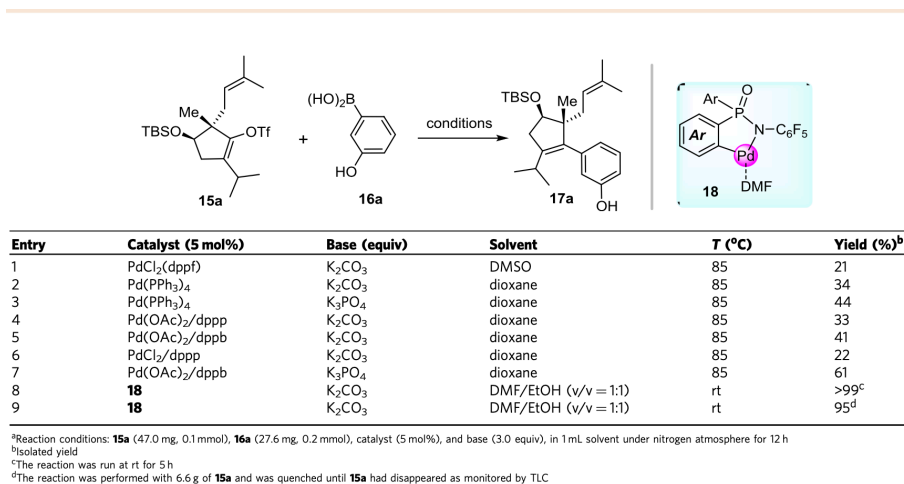 Me
TBSO
OTf
15a
+
(HO)2B
HO
16a
conditions
TBSO
Me
17a
OH
Ar
O
P
Ar
N
C6F5
Pd
DMF
18
Entry Catalyst (5 mol%) Base (equiv) Solvent T (°C) Yield (%)b
1 PdCl2(dppf) K2CO3 DMSO 85 21
2 Pd(PPh3)4 K2CO3 dioxane 85 34
3 Pd(PPh3)4 K3PO4 dioxane 85 44
4 Pd(OAc)2/dppp K2CO3 dioxane 85 33
5 Pd(OAc)2/dppb K2CO3 dioxane 85 41
6 PdCl2/dppp K2CO3 dioxane 85 22
7 Pd(OAc)2/dppb K3PO4 dioxane 85 61
8 18 K2CO3 DMF/EtOH (v/v = 1:1) rt >99c
9 18 K2CO3 DMF/EtOH (v/v = 1:1) rt 95d
aReaction conditions: 15a (47.0 mg, 0.1 mmol), 16a (27.6 mg, 0.2 mmol), catalyst (5 mol%), and base (3.0 equiv), in 1 mL solvent under nitrogen atmosphere for 12 h
bIsolated yield
cThe reaction was run at rt for 5 h
dThe reaction was performed with 6.6 g of 15a and was quenched until 15a had disappeared as monitored by TLC